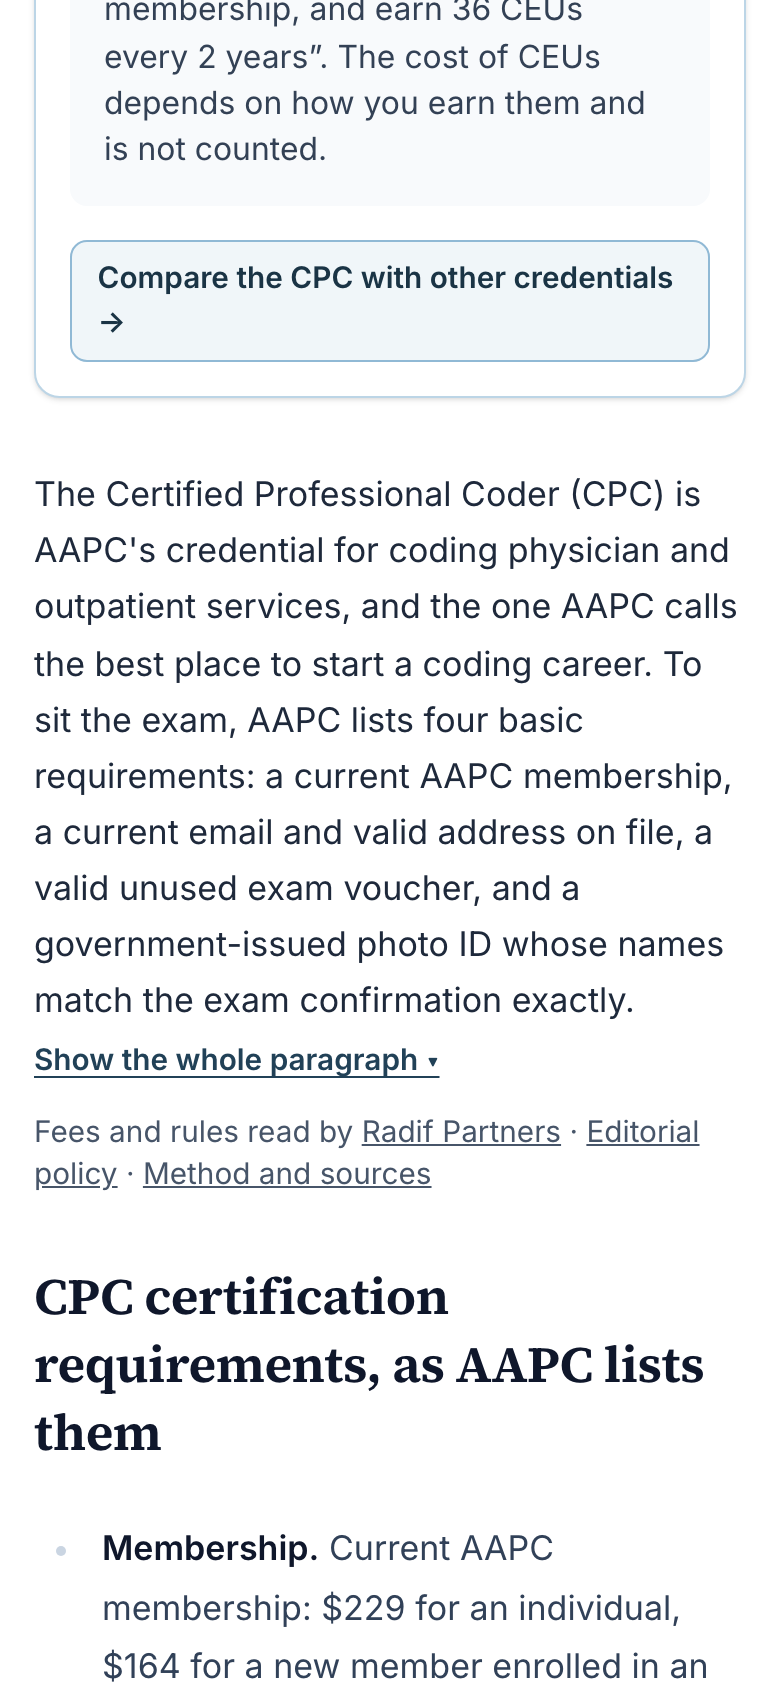 membership, and earn 36 CEUs
every 2 years”. The cost of CEUs
depends on how you earn them and
is not counted.
Compare the CPC with other credentials
→
The Certified Professional Coder (CPC) is
AAPC's credential for coding physician and
outpatient services, and the one AAPC calls
the best place to start a coding career. To
sit the exam, AAPC lists four basic
requirements: a current AAPC membership,
a current email and valid address on file, a
valid unused exam voucher, and a
government-issued photo ID whose names
match the exam confirmation exactly.
Show the whole paragraph ▾
Fees and rules read by Radif Partners · Editorial
policy · Method and sources
CPC certification
requirements, as AAPC lists
them
• Membership. Current AAPC
membership: $229 for an individual,
$164 for a new member enrolled in an